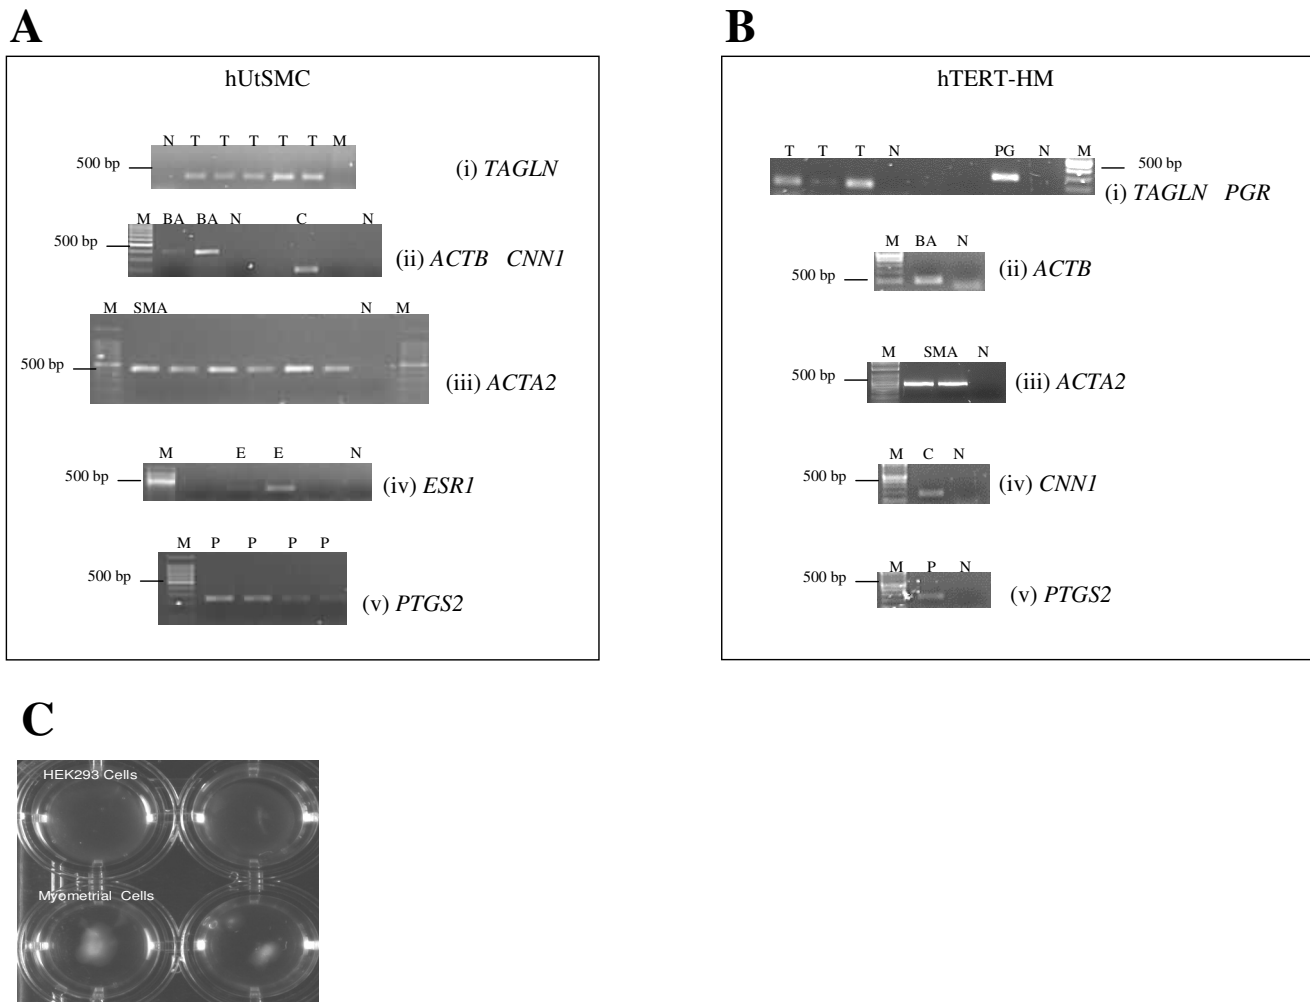 A
hUtSMC
N T T T T T M
500 bp
(i) TAGLN
M BA BA N C N
500 bp
(ii) ACTB CNN1
M SMA N M
500 bp
(iii) ACTA2
M E E N
500 bp
(iv) ESR1
M P P P P
500 bp
(v) PTGS2
B
hTERT-HM
T T T N PG N M
500 bp
(i) TAGLN PGR
M BA N
500 bp
(ii) ACTB
M SMA N
500 bp
(iii) ACTA2
M C N
500 bp
(iv) CNN1
M P N
500 bp
(v) PTGS2
C
HEK293 Cells
Myometrial Cells